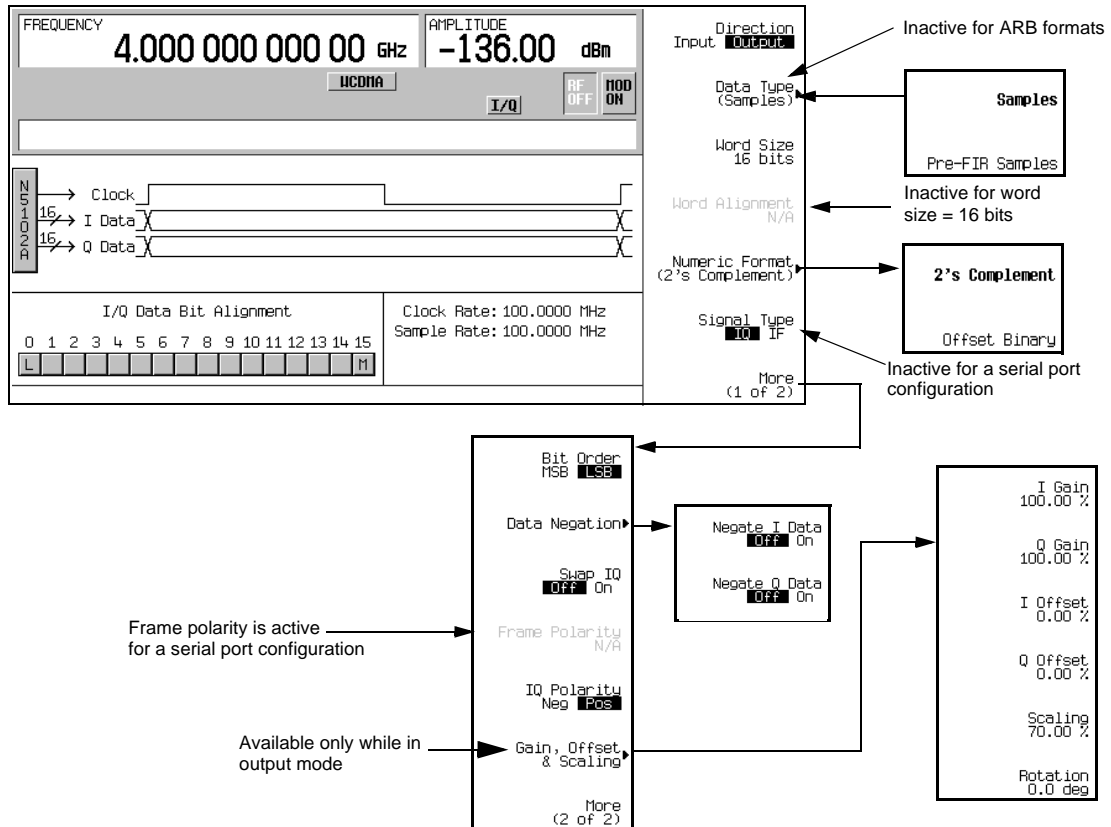 FREQUENCY
4.000 000 000 00 GHz
AMPLITUDE
-136.00 dBm
WCDMA
I/Q
RF OFF
MOD ON
N5102A
Clock
16 I Data
16 Q Data
I/Q Data Bit Alignment
0 1 2 3 4 5 6 7 8 9 10 11 12 13 14 15
L M
Clock Rate: 100.0000 MHz
Sample Rate: 100.0000 MHz
Direction
Input Output
Data Type
(Samples)
Word Size
16 bits
Word Alignment
N/A
Numeric Format
(2's Complement)
Signal Type
IQ IF
More
(1 of 2)
Inactive for ARB formats
Samples
Pre-FIR Samples
Inactive for word
size = 16 bits
2's Complement
Offset Binary
Inactive for a serial port
configuration
Bit Order
MSB LSB
Data Negation
Swap IQ
Off On
Frame Polarity
N/A
IQ Polarity
Neg Pos
Gain, Offset
& Scaling
More
(2 of 2)
Frame polarity is active
for a serial port configuration
Available only while in
output mode
Negate I Data
Off On
Negate Q Data
Off On
I Gain
100.00 %
Q Gain
100.00 %
I Offset
0.00 %
Q Offset
0.00 %
Scaling
70.00 %
Rotation
0.0 deg